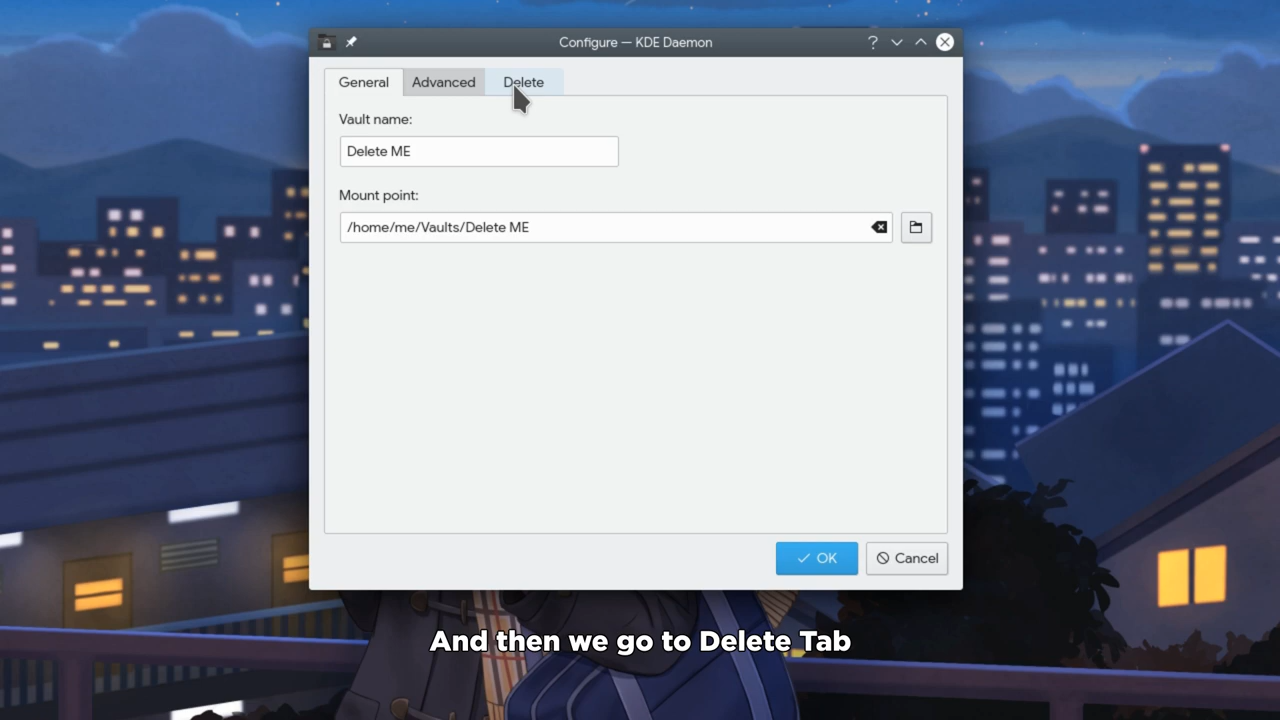 Configure — KDE Daemon
General Advanced Delete
Vault name:
Delete ME
Mount point:
/home/me/Vaults/Delete ME
OK Cancel
And then we go to Delete Tab